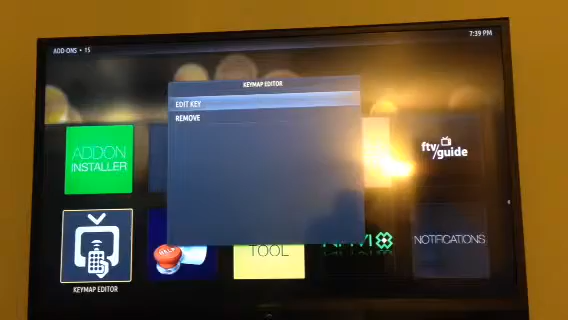 ADD-ONS • 15
7:39 PM
KEYMAP EDITOR
EDIT KEY
REMOVE
ADDON
INSTALLER
ftv/guide
TOOL
NOTIFICATIONS
KEYMAP EDITOR